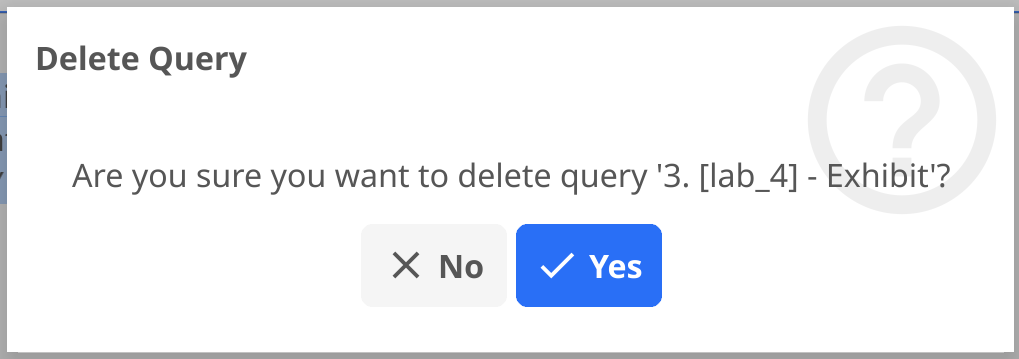 Delete Query
Are you sure you want to delete query '3. [lab_4] - Exhibit'?
No
Yes